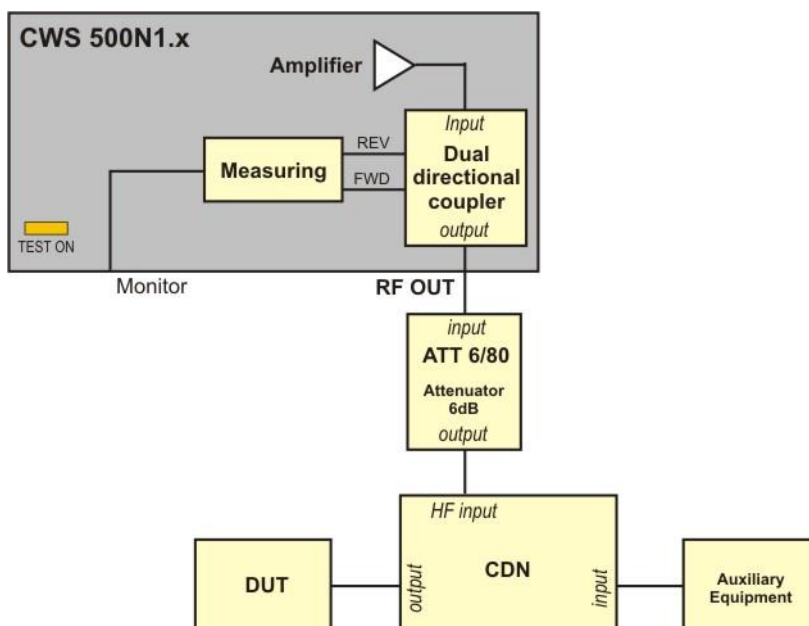 CWS 500N1.x
Amplifier
Input
Dual
directional
coupler
output
REV
FWD
Measuring
TEST ON
Monitor
RF OUT
input
ATT 6/80
Attenuator
6dB
output
HF input
CDN
output
input
DUT
Auxiliary
Equipment